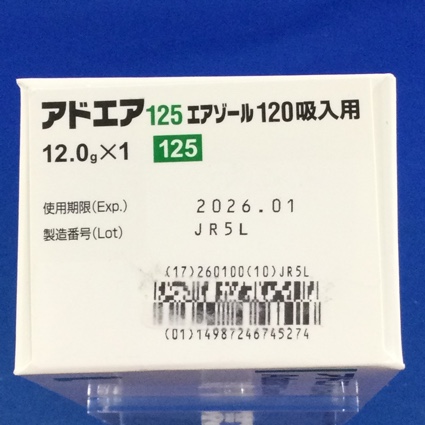 アドエア125エアゾール120吸入用
12.0g×1 125
使用期限(Exp.) 2026.01
製造番号(Lot) JR5L
(17)260100(10)JR5L
(01)14987246745274